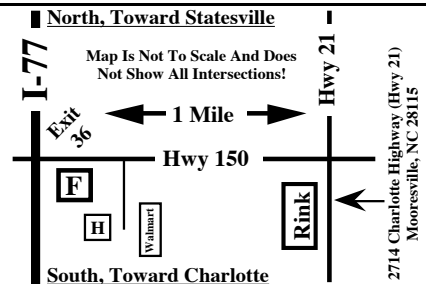 North, Toward Statesville
I-77
Map Is Not To Scale And Does
Not Show All Intersections!
Hwy 21
Exit
36
1 Mile
Hwy 150
F
H
Walmart
Rink
2714 Charlotte Highway (Hwy 21)
Mooresville, NC 28115
South, Toward Charlotte